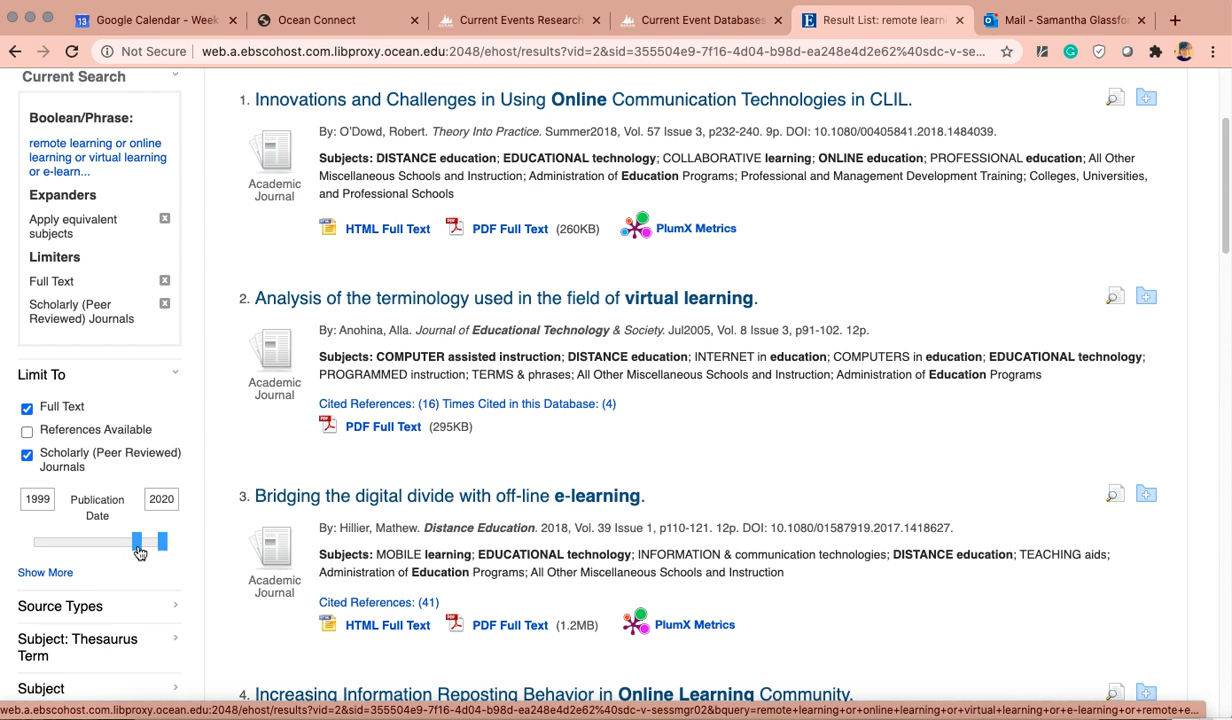 Google Calendar - Week
Ocean Connect
Current Events Research
Current Event Databases
Result List: remote learni
Mail - Samantha Glassfor
Not Secure
web.a.ebscohost.com.libproxy.ocean.edu:2048/ehost/results?vid=2&sid=355504e9-7f16-4d04-b98d-ea248e4d2e62%40sdc-v-se...
Current Search
Boolean/Phrase:
remote learning or online
learning or virtual learning
or e-learn...
Expanders
Apply equivalent
subjects
Limiters
Full Text
Scholarly (Peer
Reviewed) Journals
Limit To
Full Text
References Available
Scholarly (Peer Reviewed)
Journals
1999
Publication
Date
2020
Show More
Source Types
Subject: Thesaurus
Term
Subject
1. Innovations and Challenges in Using Online Communication Technologies in CLIL.
By: O'Dowd, Robert. Theory Into Practice. Summer2018, Vol. 57 Issue 3, p232-240. 9p. DOI: 10.1080/00405841.2018.1484039.
Subjects: DISTANCE education; EDUCATIONAL technology; COLLABORATIVE learning; ONLINE education; PROFESSIONAL education; All Other
Miscellaneous Schools and Instruction; Administration of Education Programs; Professional and Management Development Training; Colleges, Universities,
and Professional Schools
Academic
Journal
HTML Full Text
PDF Full Text (260KB)
PlumX Metrics
2. Analysis of the terminology used in the field of virtual learning.
By: Anohina, Alla. Journal of Educational Technology & Society. Jul2005, Vol. 8 Issue 3, p91-102. 12p.
Subjects: COMPUTER assisted instruction; DISTANCE education; INTERNET in education; COMPUTERS in education; EDUCATIONAL technology;
PROGRAMMED instruction; TERMS & phrases; All Other Miscellaneous Schools and Instruction; Administration of Education Programs
Academic
Journal
Cited References: (16) Times Cited in this Database: (4)
PDF Full Text (295KB)
3. Bridging the digital divide with off-line e-learning.
By: Hillier, Mathew. Distance Education. 2018, Vol. 39 Issue 1, p110-121. 12p. DOI: 10.1080/01587919.2017.1418627.
Subjects: MOBILE learning; EDUCATIONAL technology; INFORMATION & communication technologies; DISTANCE education; TEACHING aids;
Administration of Education Programs; All Other Miscellaneous Schools and Instruction
Academic
Journal
Cited References: (41)
HTML Full Text
PDF Full Text (1.2MB)
PlumX Metrics
4. Increasing Information Reposting Behavior in Online Learning Community.
web.a.ebscohost.com.libproxy.ocean.edu:2048/ehost/results?vid=2&sid=355504e9-7f16-4d04-b98d-ea248e4d2e62%40sdc-v-sessmgr02&bquery=remote+learning+or+online+learning+or+virtual+learning+or+e-learning+or+remote+e...